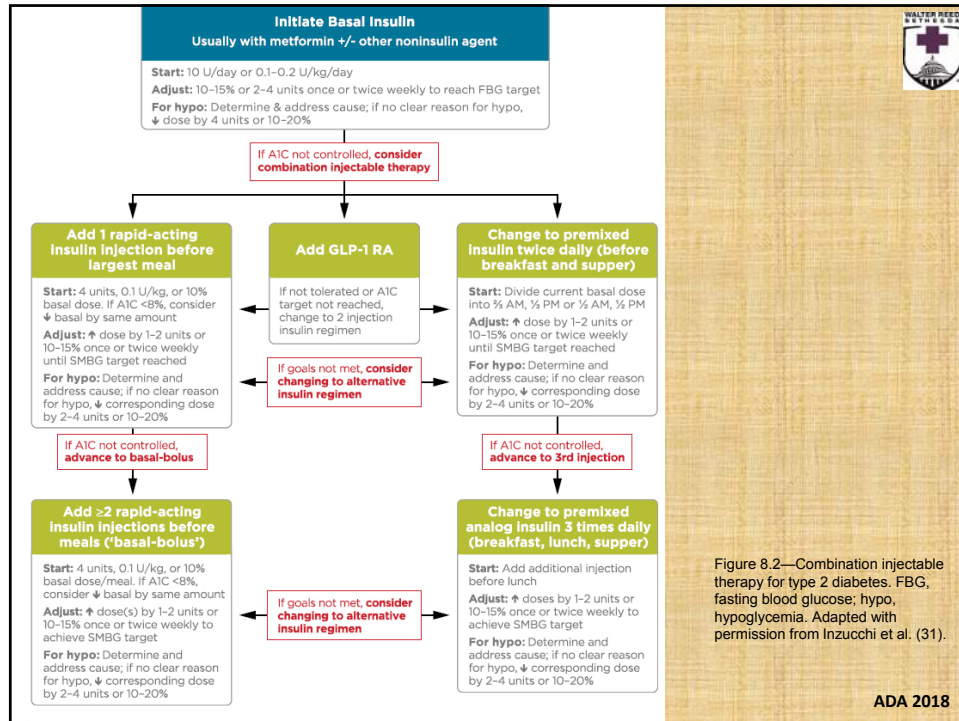 Initiate Basal Insulin
Usually with metformin +/- other noninsulin agent
Start: 10 U/day or 0.1–0.2 U/kg/day
Adjust: 10–15% or 2–4 units once or twice weekly to reach FBG target
For hypo: Determine & address cause; if no clear reason for hypo,
↓ dose by 4 units or 10–20%
WALTER REED
BETHESDA
If A1C not controlled, consider
combination injectable therapy
Add 1 rapid-acting
insulin injection before
largest meal
Start: 4 units, 0.1 U/kg, or 10%
basal dose. If A1C <8%, consider
↓ basal by same amount
Adjust: ↑ dose by 1–2 units or
10–15% once or twice weekly
until SMBG target reached
For hypo: Determine and
address cause; if no clear reason
for hypo, ↓ corresponding dose
by 2–4 units or 10–20%
Add GLP-1 RA
If not tolerated or A1C
target not reached,
change to 2 injection
insulin regimen
Change to premixed
insulin twice daily (before
breakfast and supper)
Start: Divide current basal dose
into ⅔ AM, ⅓ PM or ½ AM, ½ PM
Adjust: ↑ dose by 1–2 units or
10–15% once or twice weekly
until SMBG target reached
For hypo: Determine and
address cause; if no clear reason
for hypo, ↓ corresponding dose
by 2–4 units or 10–20%
If goals not met, consider
changing to alternative
insulin regimen
If A1C not controlled,
advance to basal-bolus
If A1C not controlled,
advance to 3rd injection
Add ≥2 rapid-acting
insulin injections before
meals ('basal-bolus')
Start: 4 units, 0.1 U/kg, or 10%
basal dose/meal. If A1C <8%,
consider ↓ basal by same amount
Adjust: ↑ dose(s) by 1–2 units or
10–15% once or twice weekly to
achieve SMBG target
For hypo: Determine and
address cause; if no clear reason
for hypo, ↓ corresponding dose
by 2–4 units or 10–20%
If goals not met, consider
changing to alternative
insulin regimen
Change to premixed
analog insulin 3 times daily
(breakfast, lunch, supper)
Start: Add additional injection
before lunch
Adjust: ↑ doses by 1–2 units or
10–15% once or twice weekly to
achieve SMBG target
For hypo: Determine and
address cause; if no clear reason
for hypo, ↓ corresponding dose
by 2–4 units or 10–20%
Figure 8.2—Combination injectable
therapy for type 2 diabetes. FBG,
fasting blood glucose; hypo,
hypoglycemia. Adapted with
permission from Inzucchi et al. (31).
ADA 2018